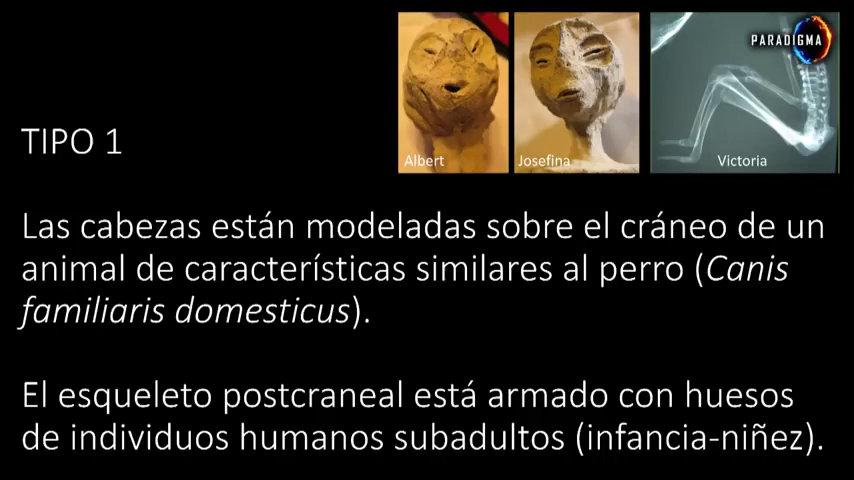 PARADIGMA
Albert
Josefina
Victoria
TIPO 1
Las cabezas están modeladas sobre el cráneo de un
animal de características similares al perro (Canis
familiaris domesticus).
El esqueleto postcraneal está armado con huesos
de individuos humanos subadultos (infancia-niñez).